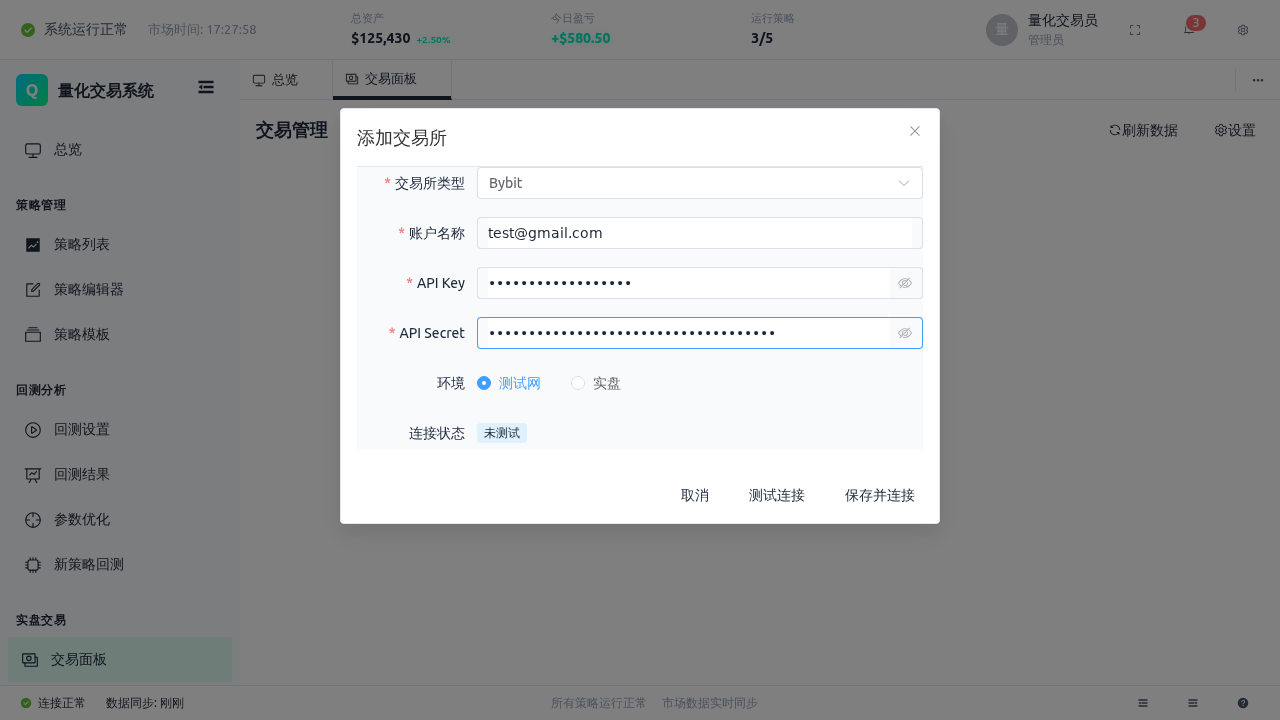 系统运行正常
市场时间: 17:27:58
总资产
$125,430 +2.50%
今日盈亏
+$580.50
运行策略
3/5
量
量化交易员
管理员
3
Q
量化交易系统
总览
交易面板
总览
策略管理
策略列表
策略编辑器
策略模板
回测分析
回测设置
回测结果
参数优化
新策略回测
实盘交易
交易面板
交易管理
刷新数据
设置
添加交易所
* 交易所类型
Bybit
* 账户名称
test@gmail.com
* API Key
••••••••••••••••••
* API Secret
••••••••••••••••••••••••••••••••••••
环境
测试网
实盘
连接状态
未测试
取消
测试连接
保存并连接
连接正常
数据同步: 刚刚
所有策略运行正常
市场数据实时同步